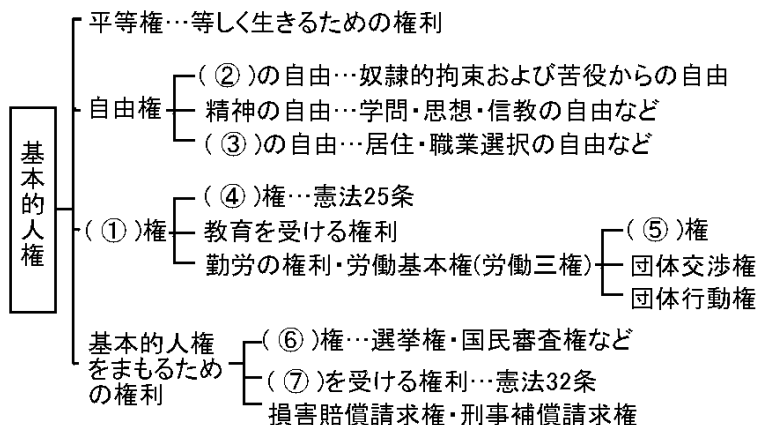 基本的人権
平等権…等しく生きるための権利
自由権
( ② )の自由…奴隷的拘束および苦役からの自由
精神の自由…学問・思想・信教の自由など
( ③ )の自由…居住・職業選択の自由など
( ① )権
( ④ )権…憲法25条
教育を受ける権利
勤労の権利・労働基本権(労働三権)
( ⑤ )権
団体交渉権
団体行動権
基本的人権
をまもるため
の権利
( ⑥ )権…選挙権・国民審査権など
( ⑦ )を受ける権利…憲法32条
損害賠償請求権・刑事補償請求権